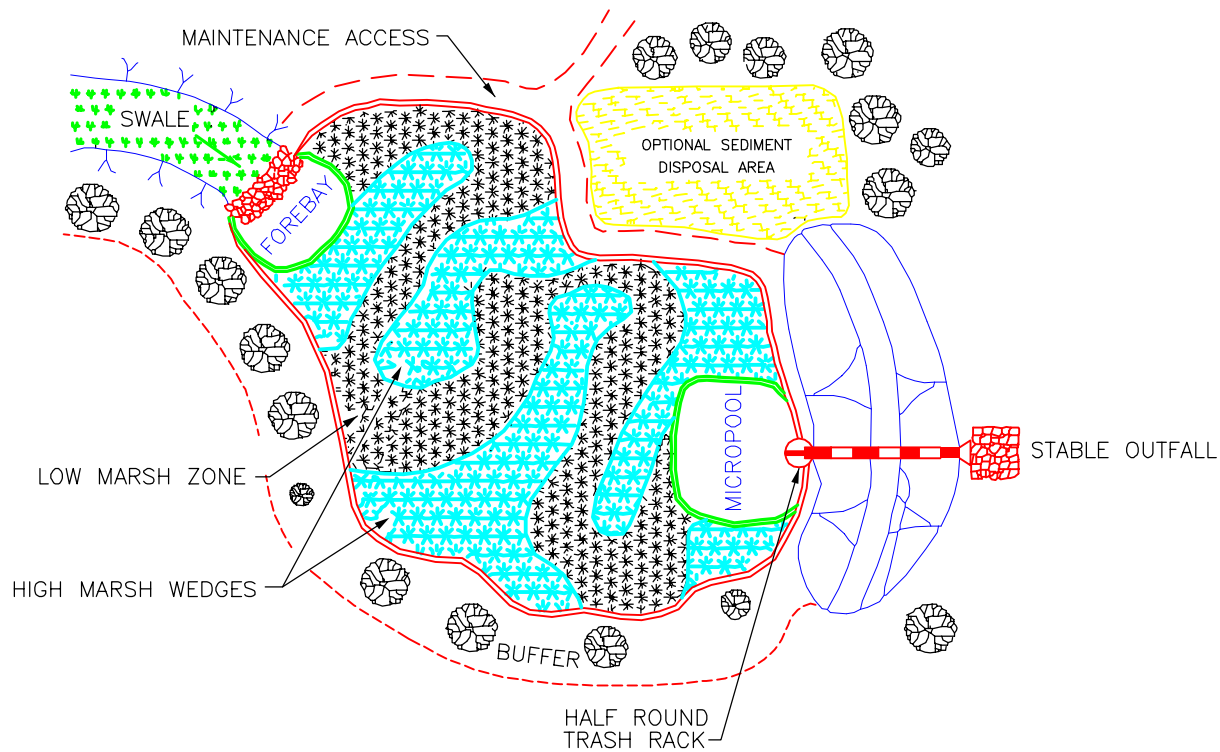 MAINTENANCE ACCESS
SWALE
OPTIONAL SEDIMENT
DISPOSAL AREA
FOREBAY
MICROPOOL
STABLE OUTFALL
LOW MARSH ZONE
HIGH MARSH WEDGES
BUFFER
HALF ROUND
TRASH RACK